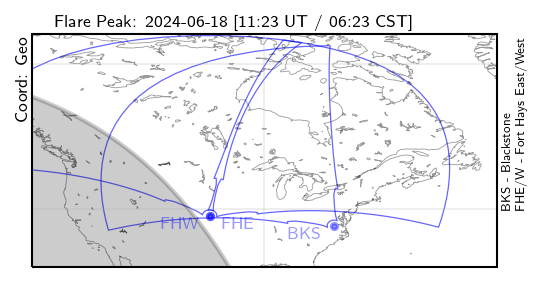 Flare Peak: 2024-06-18 [11:23 UT / 06:23 CST]
Coord: Geo
FHW
FHE
BKS
BKS - Blackstone
FHE/W - Fort Hays East/West